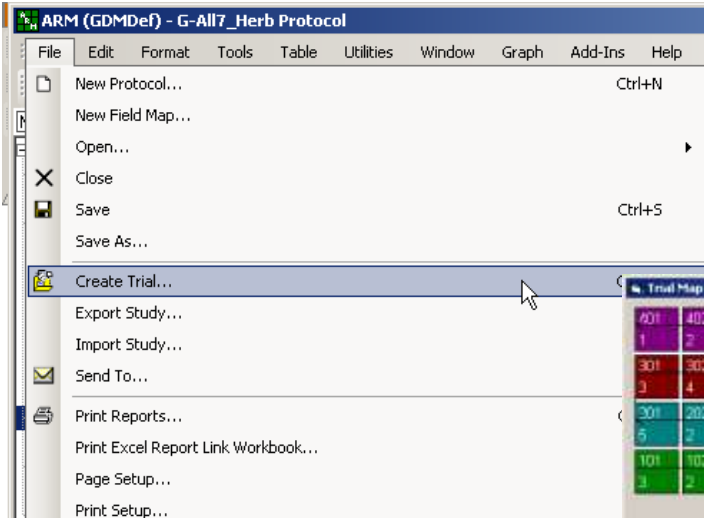 ARM (GDMDef) - G-All7_Herb Protocol
File Edit Format Tools Table Utilities Window Graph Add-Ins Help
New Protocol... Ctrl+N
New Field Map...
Open...
Close
Save Ctrl+S
Save As...
Create Trial...
Export Study...
Import Study...
Send To...
Print Reports...
Print Excel Report Link Workbook...
Page Setup...
Print Setup...
Trial Map
401
1 2
301
3 4
201
5 2
101
3 2